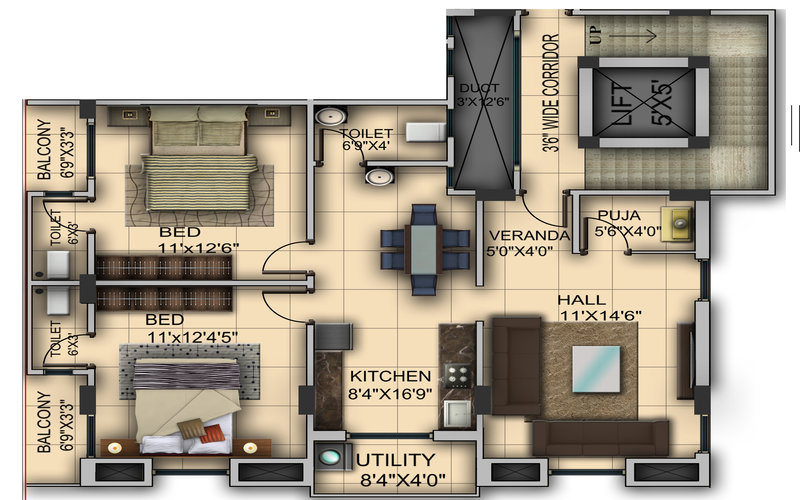 UP
DUCT
3'X12'6"
3'6" WIDE CORRIDOR
LIFT
5'X5'
BALCONY
6'9"X3'3"
TOILET
6'9"X4'
TOILET
6'X3'
BED
11'x12'6"
VERANDA
5'0"X4'0"
PUJA
5'6"X4'0"
HALL
11'X14'6"
TOILET
6'X3'
BED
11'x12'4'5"
KITCHEN
8'4"X16'9"
BALCONY
6'9"X3'3"
UTILITY
8'4"X4'0"